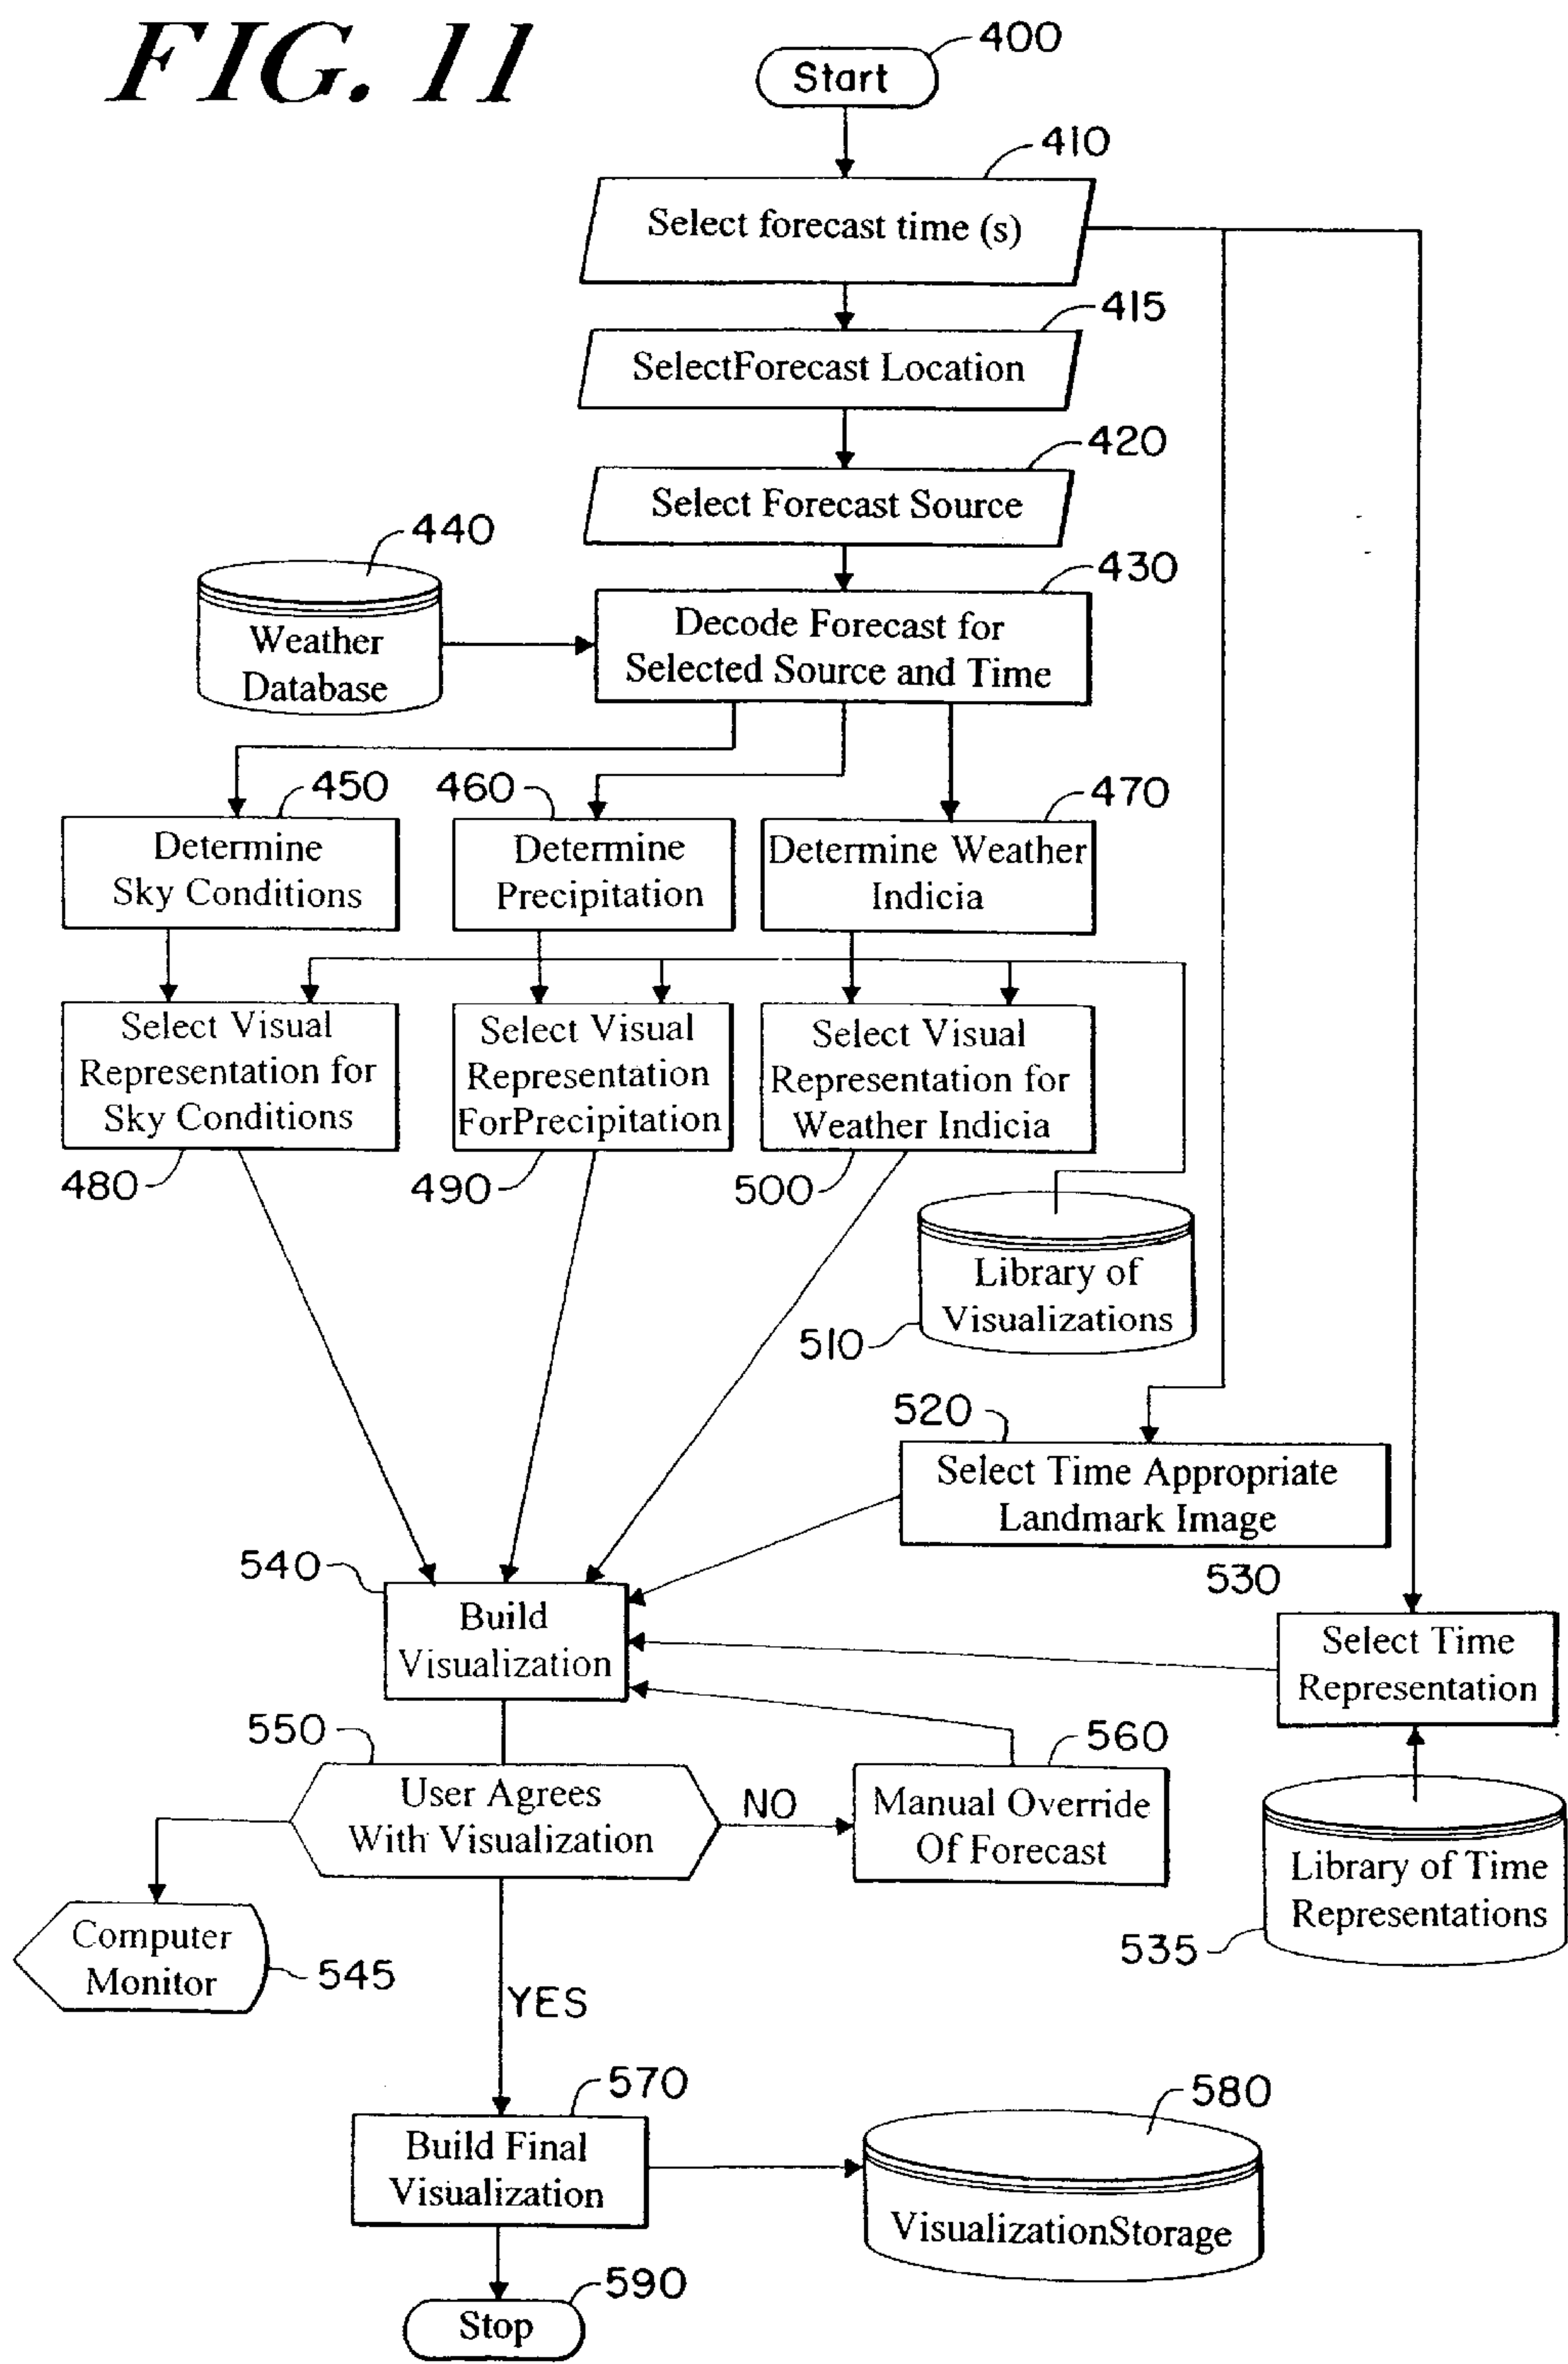 FIG. 11
400
Start
410
Select forecast time (s)
415
SelectForecast Location
420
Select Forecast Source
440
Weather
Database
430
Decode Forecast for
Selected Source and Time
450
Determine
Sky Conditions
460
Determine
Precipitation
470
Determine Weather
Indicia
Select Visual
Representation for
Sky Conditions
480
Select Visual
Representation
ForPrecipitation
490
Select Visual
Representation for
Weather Indicia
500
Library of
Visualizations
510
520
Select Time Appropriate
Landmark Image
530
Select Time
Representation
540
Build
Visualization
550
User Agrees
With Visualization
NO
560
Manual Override
Of Forecast
Library of Time
Representations
535
Computer
Monitor
545
YES
570
Build Final
Visualization
580
VisualizationStorage
590
Stop